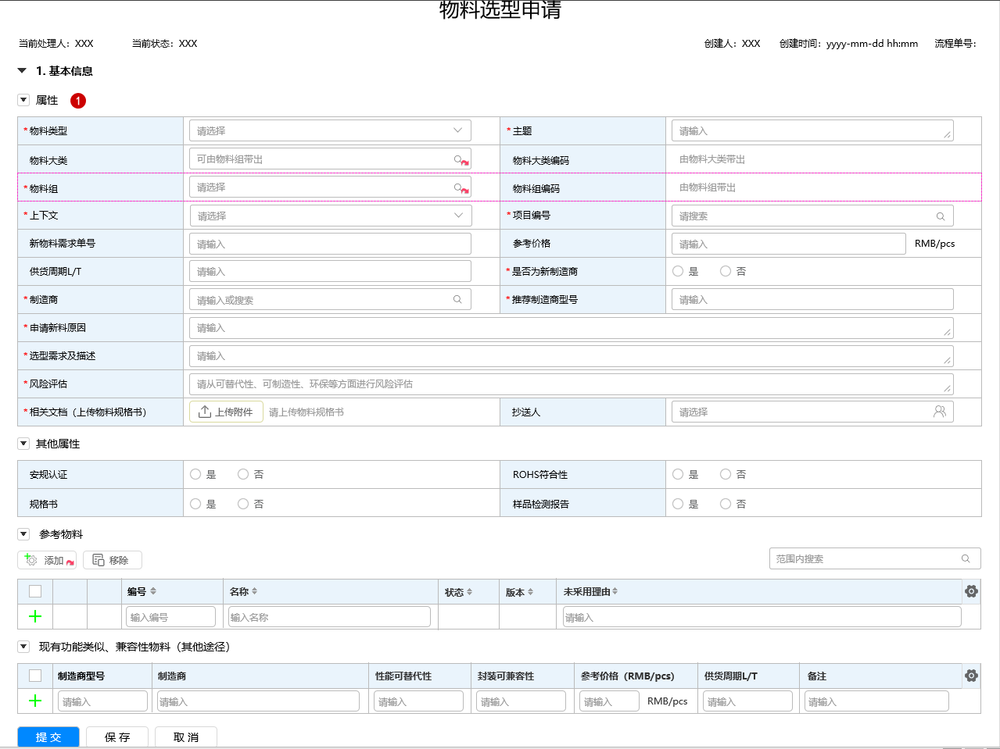 物料选型申请
当前处理人：XXX 当前状态：XXX 创建人：XXX 创建时间：yyyy-mm-dd hh:mm 流程单号：
1. 基本信息
属性 1
*物料类型 请选择 *主题 请输入
物料大类 可由物料组带出 物料大类编码 由物料大类带出
*物料组 请选择 物料组编码 由物料组带出
*上下文 请选择 *项目编号 请搜索
新物料需求单号 请输入 参考价格 请输入 RMB/pcs
供货周期L/T 请输入 *是否为新制造商 是 否
*制造商 请输入或搜索 *推荐制造商型号 请输入
*申请新料原因 请输入
*选型需求及描述 请输入
*风险评估 请从可替代性、可制造性、环保等方面进行风险评估
*相关文档（上传物料规格书） 上传附件 请上传物料规格书 抄送人 请选择
其他属性
安规认证 是 否 ROHS符合性 是 否
规格书 是 否 样品检测报告 是 否
参考物料
添加 移除 范围内搜索
编号 名称 状态 版本 未采用理由
输入编号 输入名称 请输入
现有功能类似、兼容性物料（其他途径）
制造商型号 制造商 性能可替代性 封装可兼容性 参考价格（RMB/pcs） 供货周期L/T 备注
请输入 请输入 请输入 请输入 请输入 RMB/pcs 请输入 请输入
提 交 保 存 取 消